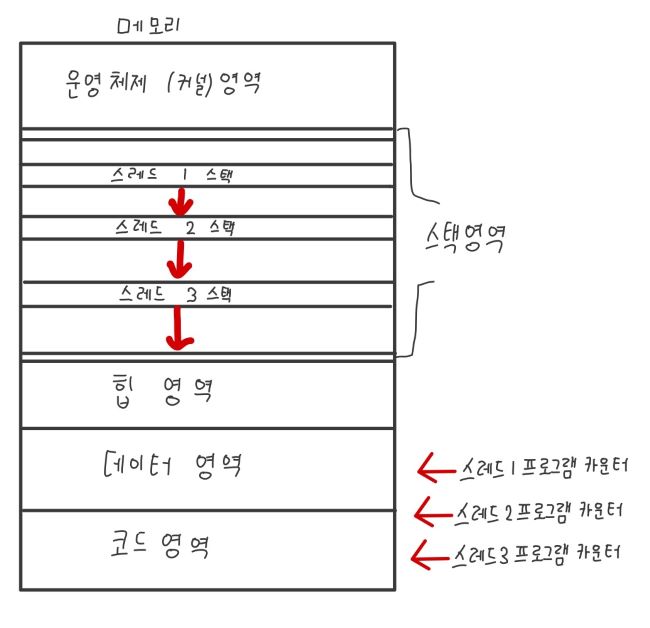 메모리
운영체제 (커널)영역
스레드 1 스택
스레드 2 스택
스택영역
스레드 3 스택
힙 영역
데이터 영역
스레드1 프로그램 카운터
스레드2 프로그램 카운터
코드 영역
스레드3 프로그램 카운터